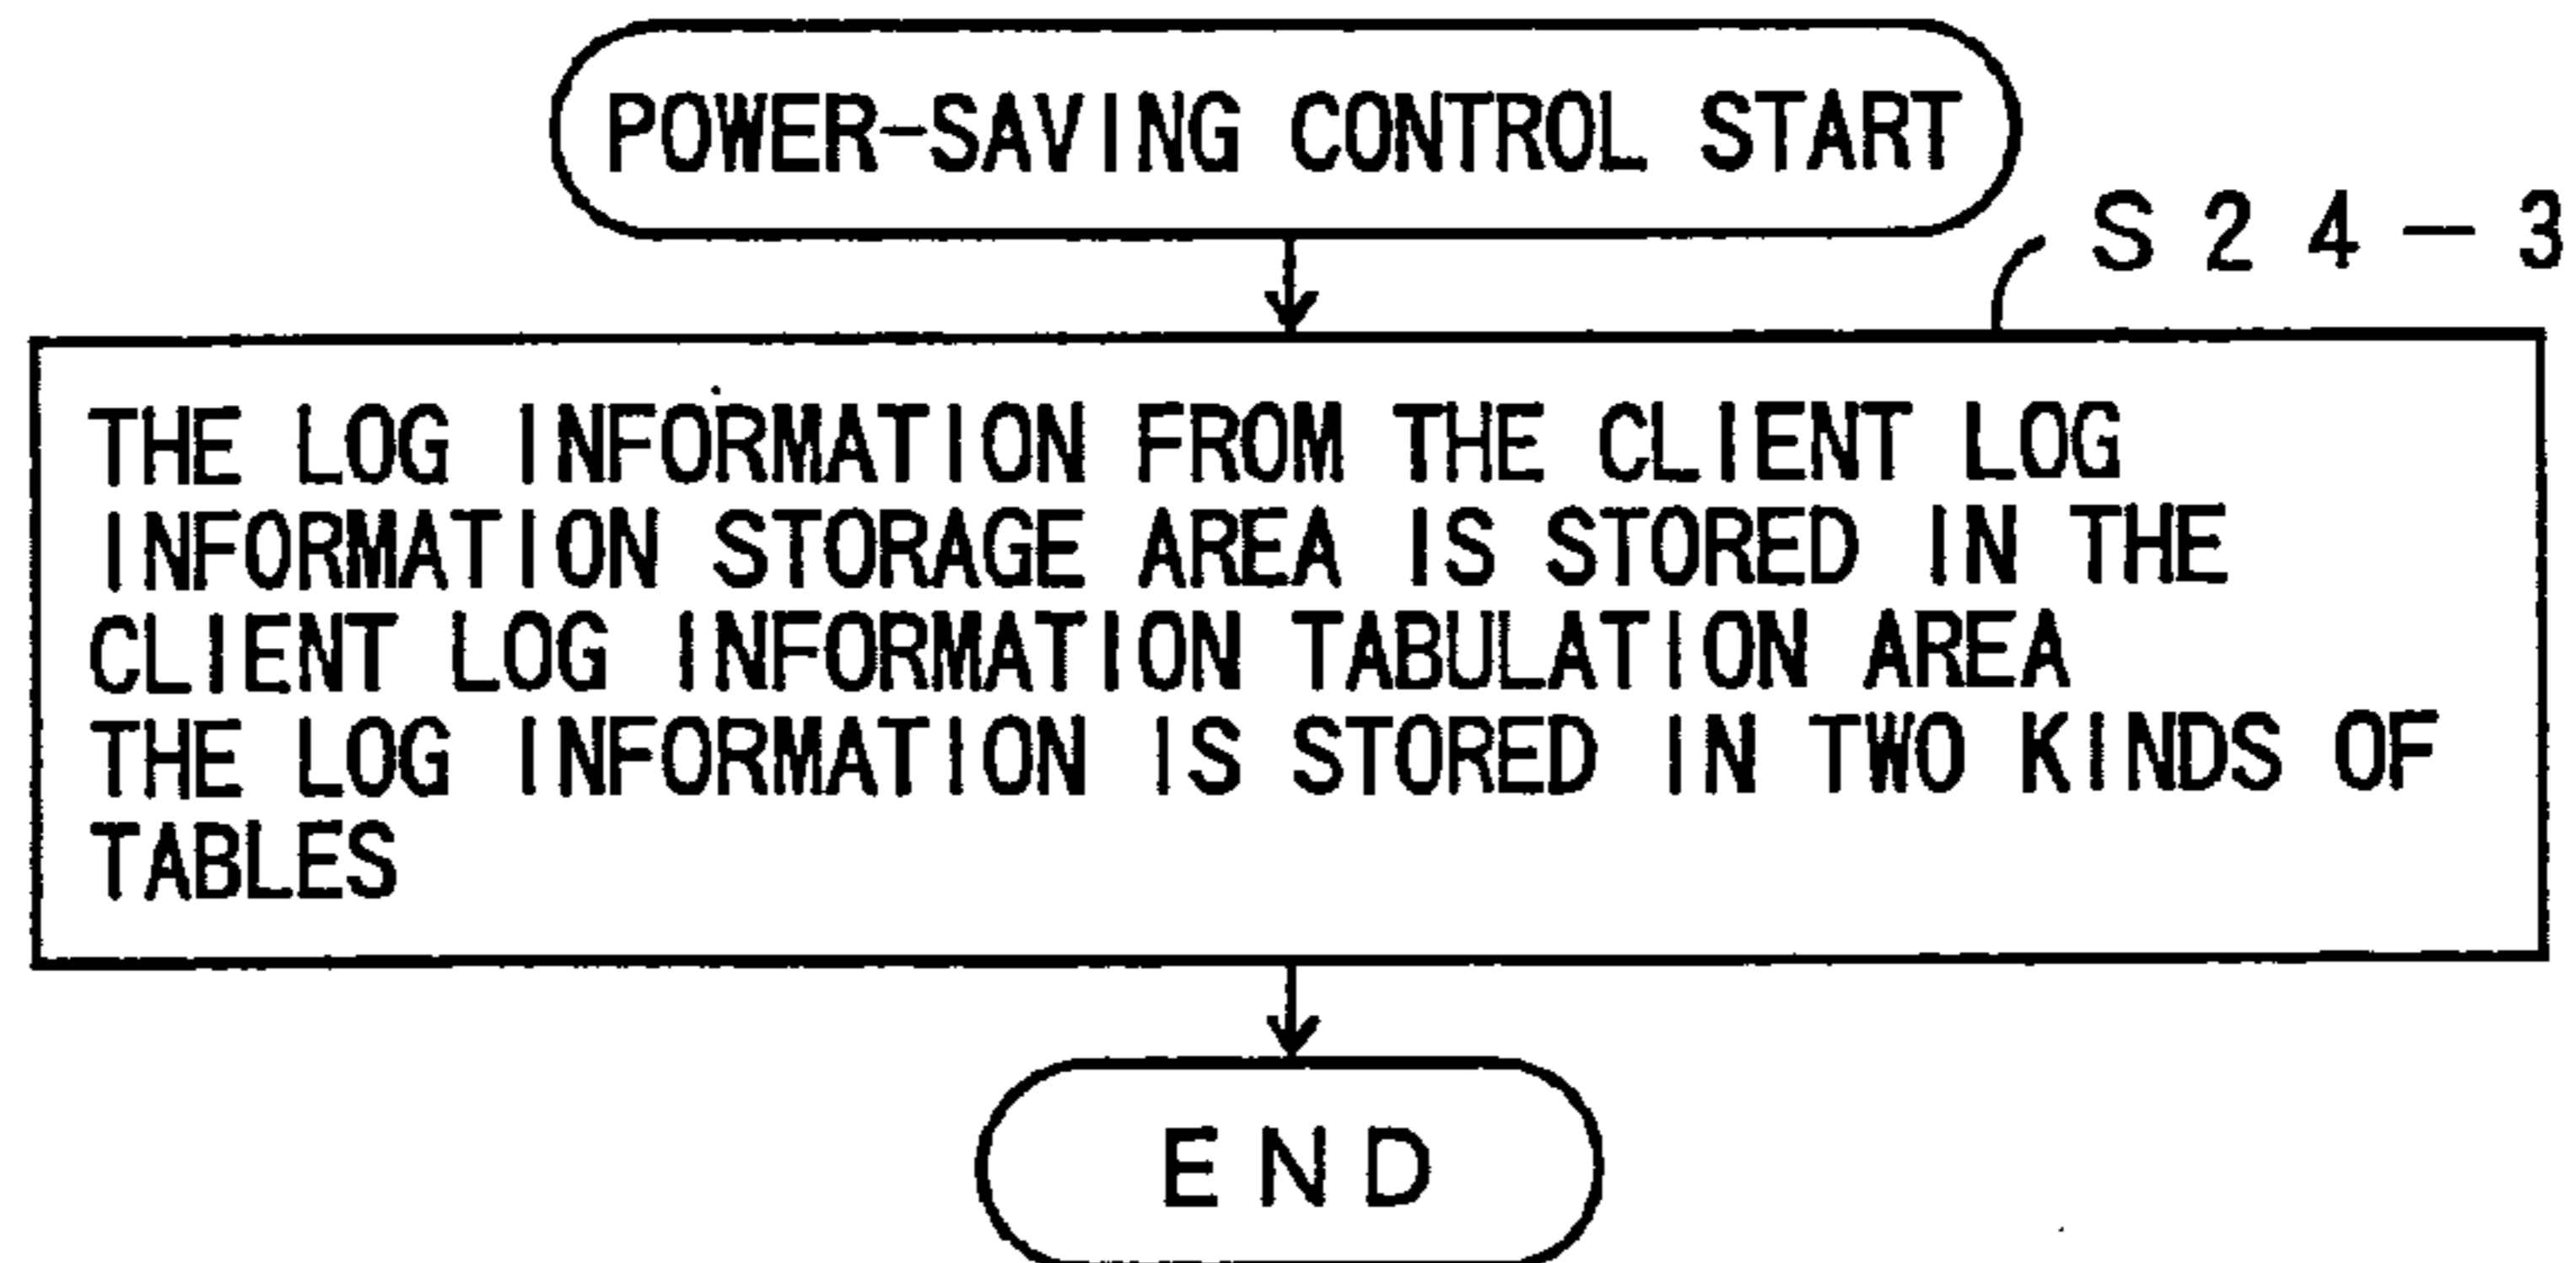 POWER-SAVING CONTROL START
S24-3
THE LOG INFORMATION FROM THE CLIENT LOG
INFORMATION STORAGE AREA IS STORED IN THE
CLIENT LOG INFORMATION TABULATION AREA
THE LOG INFORMATION IS STORED IN TWO KINDS OF
TABLES
END